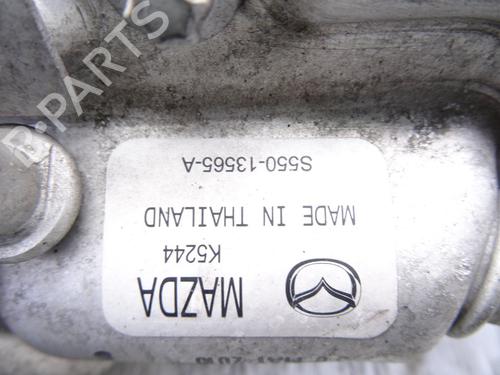 MAZDA
K5244
MADE IN THAILAND
S550-13565-A
B-PARTS